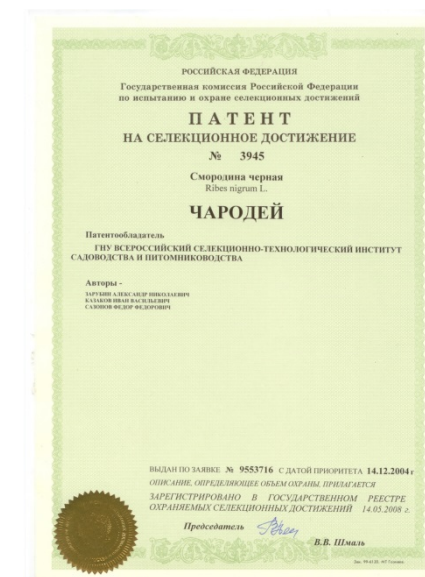 РОССИЙСКАЯ ФЕДЕРАЦИЯ
Государственная комиссия Российской Федерации
по испытанию и охране селекционных достижений
ПАТЕНТ
НА СЕЛЕКЦИОННОЕ ДОСТИЖЕНИЕ
№ 3945
Смородина черная
Ribes nigrum L.
ЧАРОДЕЙ
Патентообладатель
ГНУ ВСЕРОССИЙСКИЙ СЕЛЕКЦИОННО-ТЕХНОЛОГИЧЕСКИЙ ИНСТИТУТ
САДОВОДСТВА И ПИТОМНИКОВОДСТВА
Авторы -
ЗАРУБИН АЛЕКСАНДР НИКОЛАЕВИЧ
КАЗАКОВ ИВАН ВАСИЛЬЕВИЧ
САЗОНОВ ФЕДОР ФЕДОРОВИЧ
ВЫДАН ПО ЗАЯВКЕ № 9553716 С ДАТОЙ ПРИОРИТЕТА 14.12.2004 г
ОПИСАНИЕ, ОПРЕДЕЛЯЮЩЕЕ ОБЪЕМ ОХРАНЫ, ПРИЛАГАЕТСЯ
ЗАРЕГИСТРИРОВАНО В ГОСУДАРСТВЕННОМ РЕЕСТРЕ
ОХРАНЯЕМЫХ СЕЛЕКЦИОННЫХ ДОСТИЖЕНИЙ 14.05.2008 г.
Председатель
В.В. Шмаль